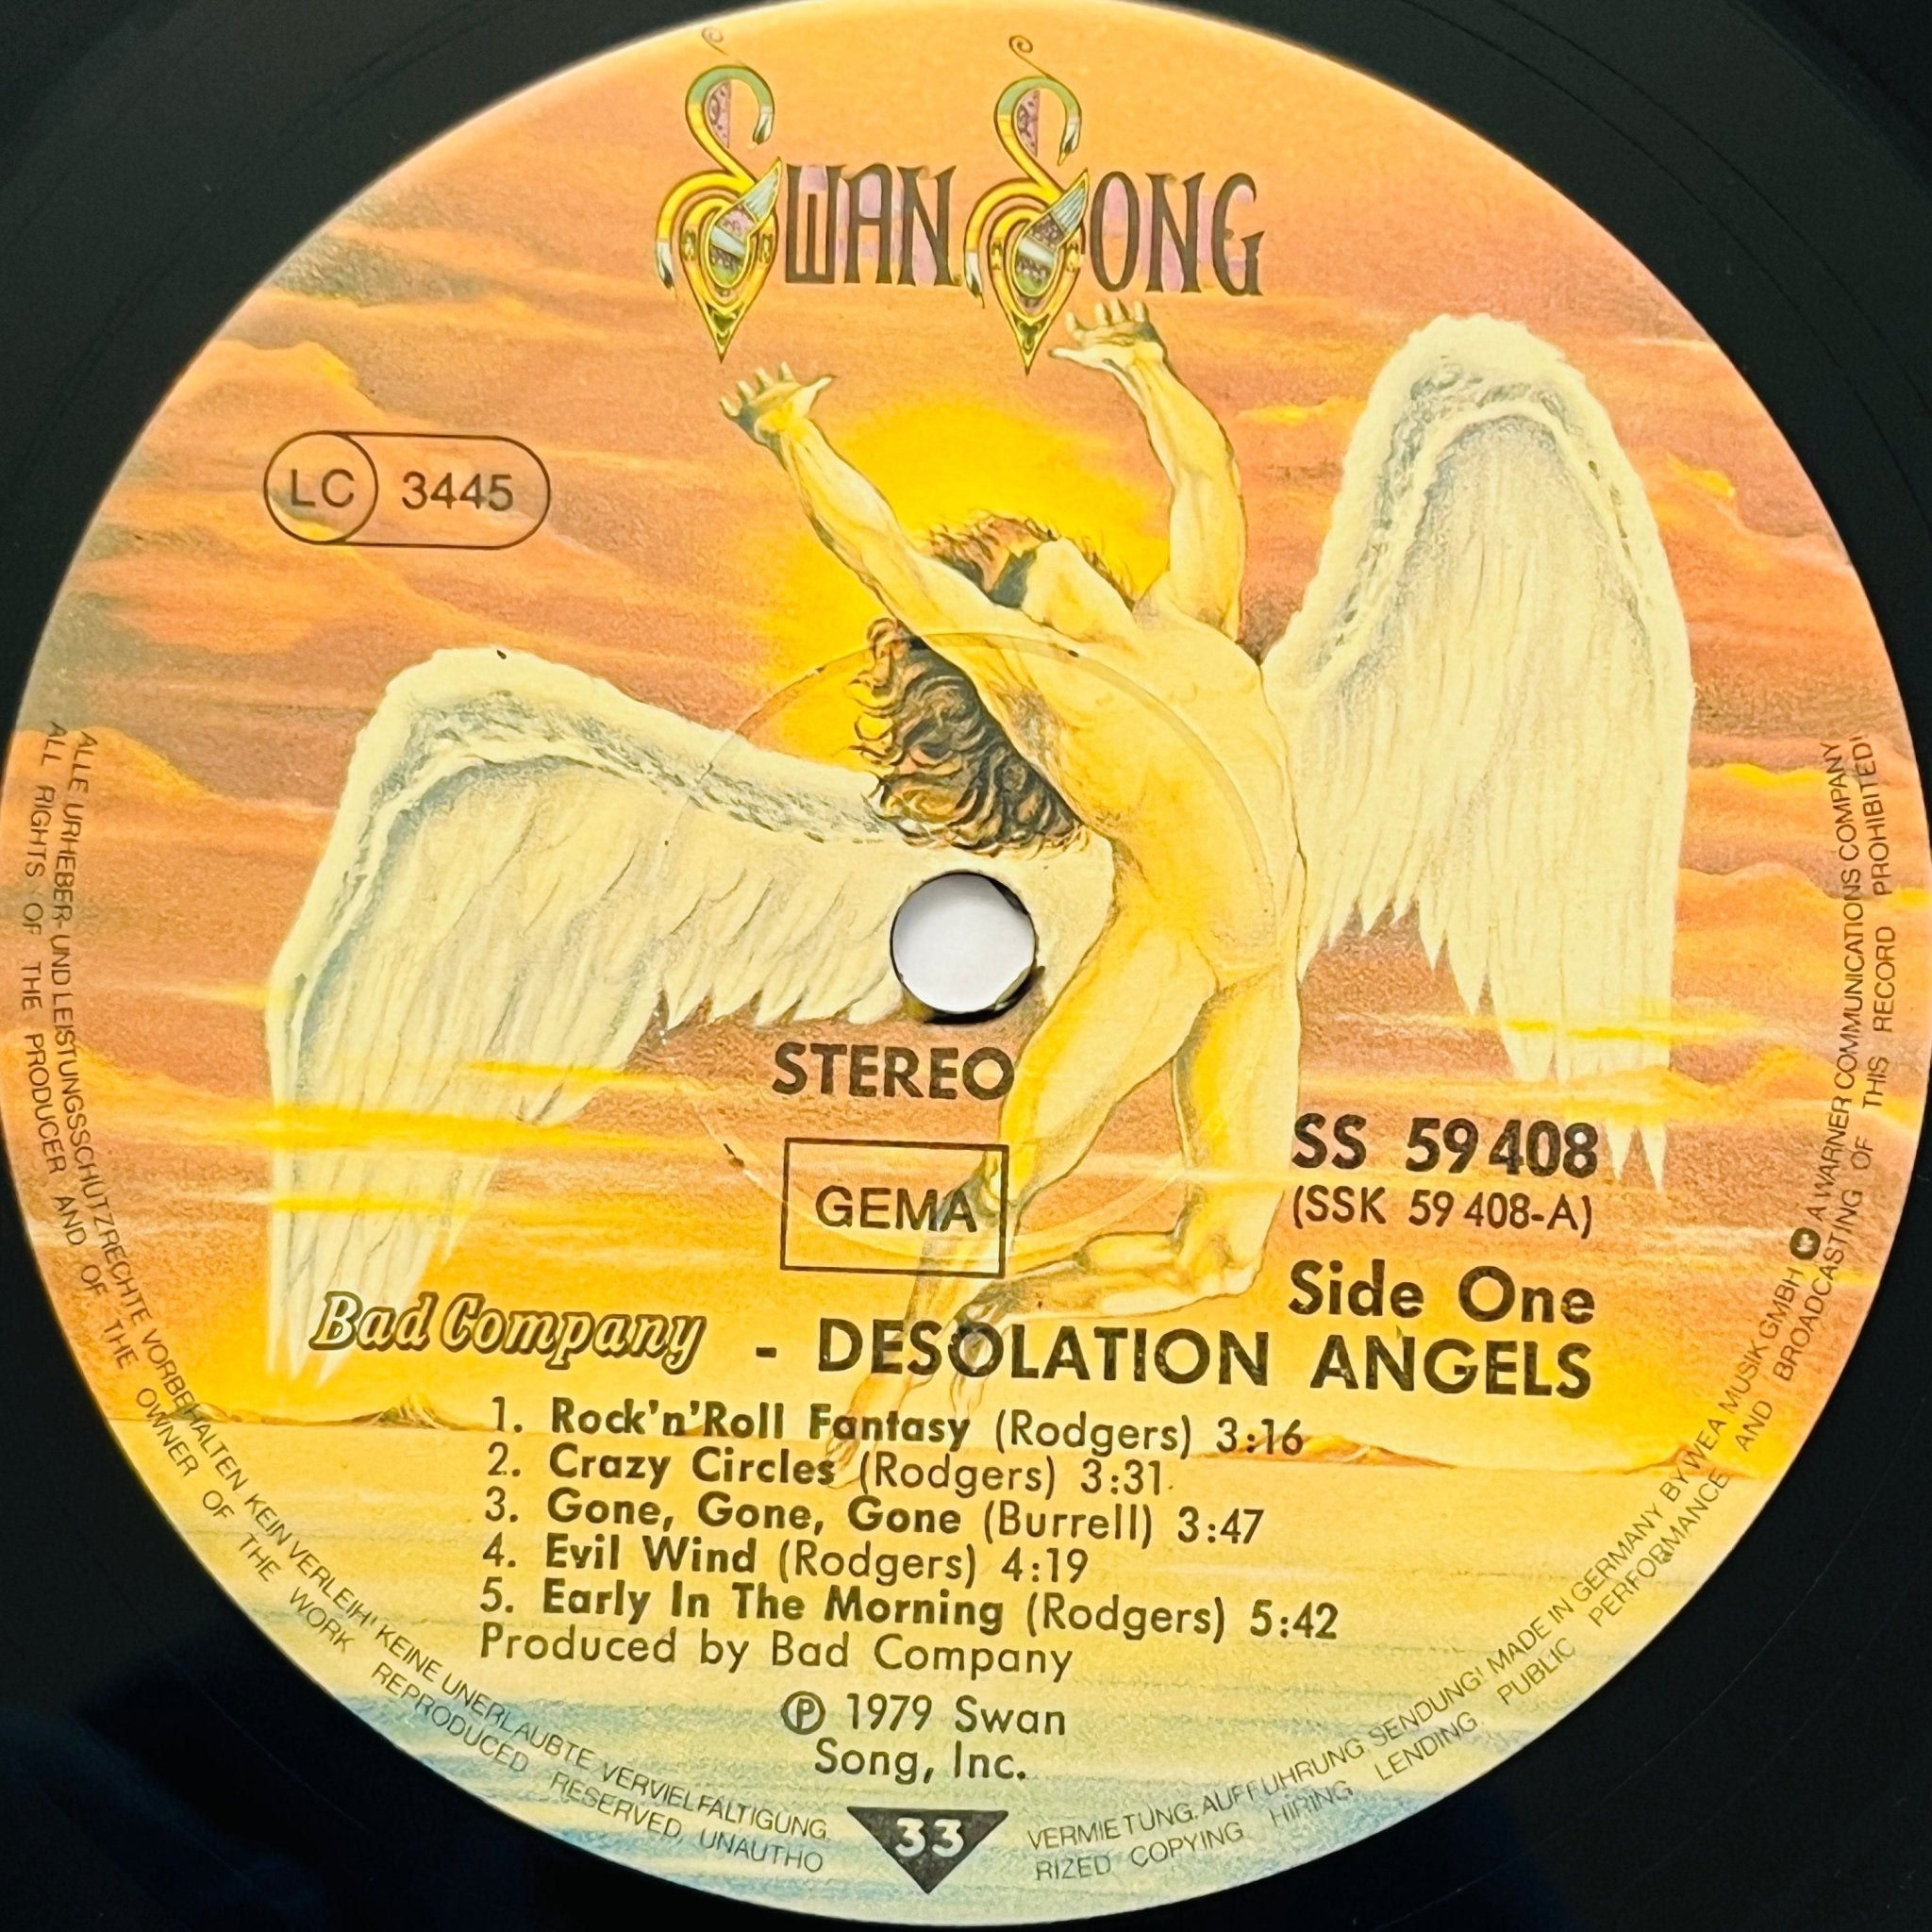 SWAN SONG
LC 3445
STEREO
GEMA
SS 59 408
(SSK 59 408-A)
Side One
Bad Company - DESOLATION ANGELS
1. Rock'n'Roll Fantasy (Rodgers) 3:16
2. Crazy Circles (Rodgers) 3:31
3. Gone, Gone, Gone (Burrell) 3:47
4. Evil Wind (Rodgers) 4:19
5. Early In The Morning (Rodgers) 5:42
Produced by Bad Company
℗ 1979 Swan
Song, Inc.
33
ALLE URHEBER- UND LEISTUNGSSCHUTZRECHTE VORBEHALTEN KEIN VERLEIH! KEINE UNERLAUBTE VERVIELFÄLTIGUNG, VERMIETUNG, AUFFÜHRUNG, SENDUNG! MADE IN GERMANY BY WEA MUSIK GMBH A WARNER COMMUNICATIONS COMPANY
ALL RIGHTS OF THE PRODUCER AND OF THE OWNER OF THE WORK REPRODUCED RESERVED, UNAUTHORIZED COPYING HIRING LENDING PUBLIC PERFORMANCE AND BROADCASTING OF THIS RECORD PROHIBITED!